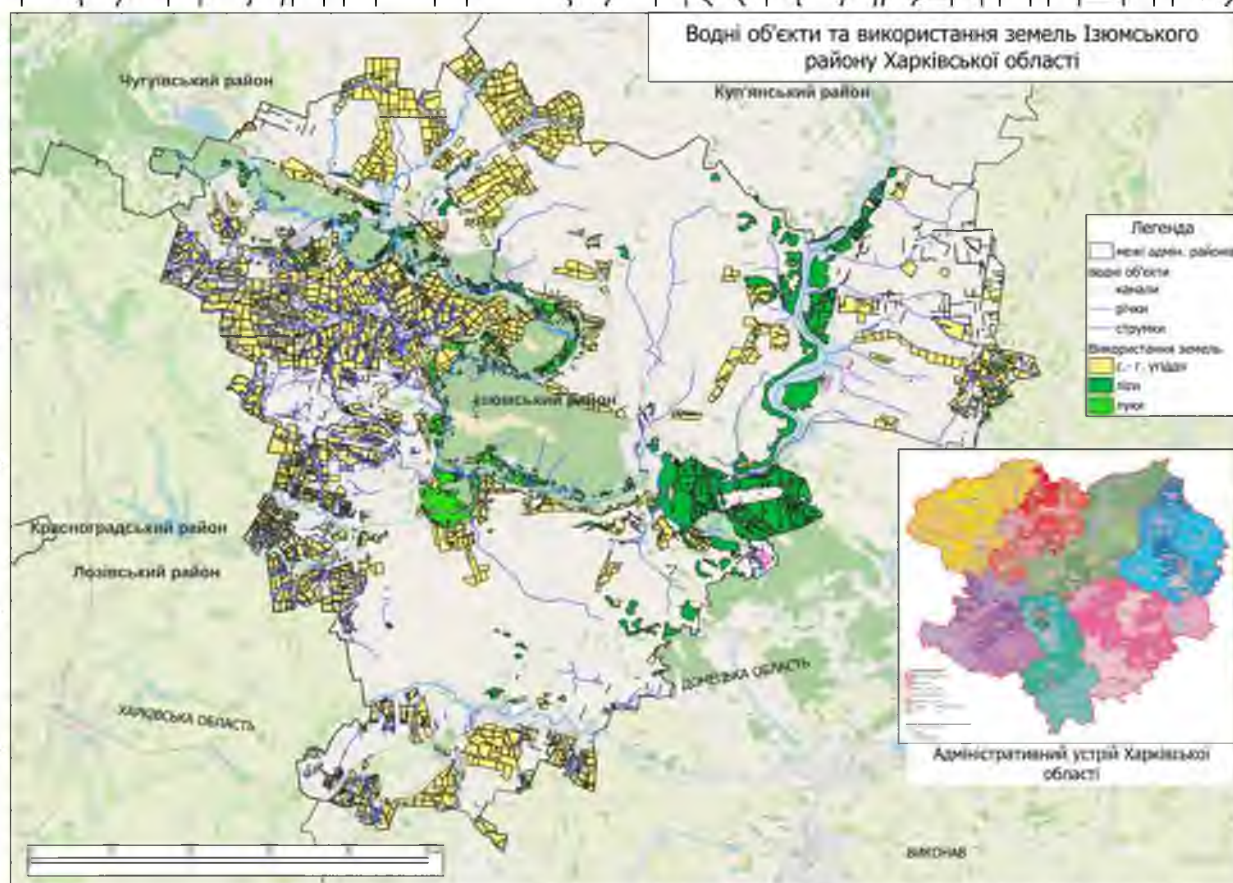 Водні об'єкти та використання земель Ізюмського
району Харківської області
Чугуївський район
Куп'янський район
Легенда
межі адмін. районів
водні об'єкти
канали
річки
струмки
Використання земель
с.- г. угіддя
ліси
луки
Ізюмський район
Красноградський район
Лозівський район
ДОНЕЦЬКА ОБЛАСТЬ
ХАРКІВСЬКА ОБЛАСТЬ
Адміністративний устрій Харківської
області
ВИКОНАВ